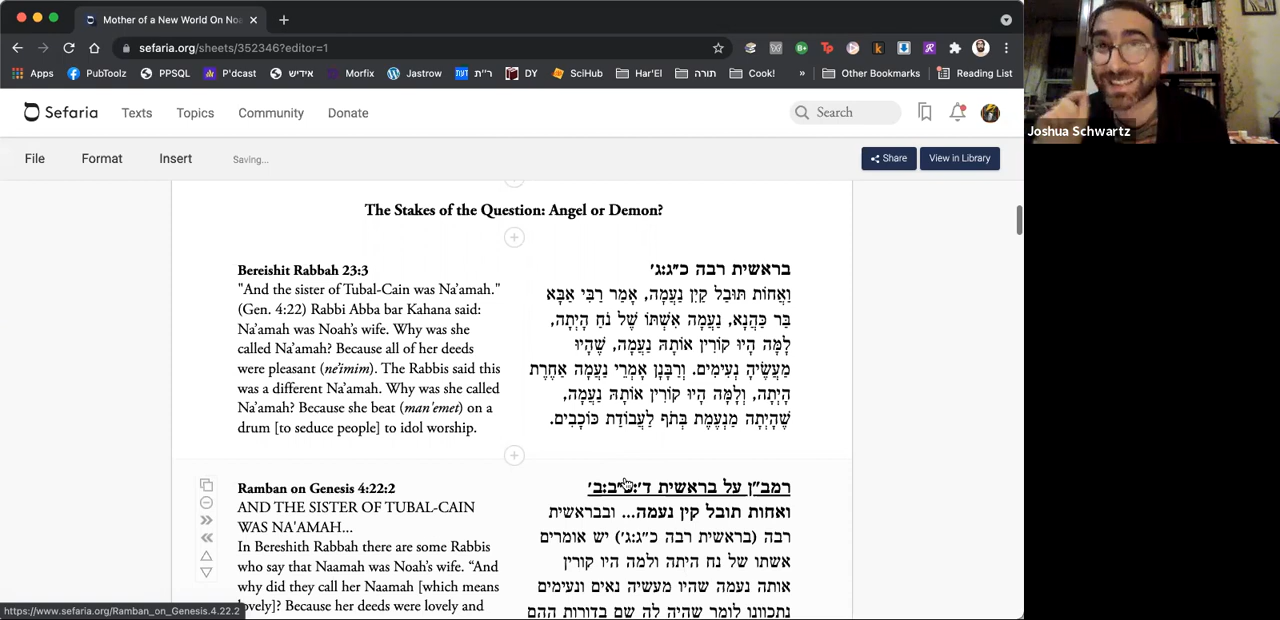 Mother of a New World On Noa
sefaria.org/sheets/352346?editor=1
Apps PubToolz PPSQL P'dcast אידיש Morfix Jastrow ר״ית DY SciHub Har'El תורה Cook! » Other Bookmarks Reading List
Sefaria Texts Topics Community Donate Search
File Format Insert Saving... Share View in Library
The Stakes of the Question: Angel or Demon?
Bereishit Rabbah 23:3
"And the sister of Tubal-Cain was Na'amah."
(Gen. 4:22) Rabbi Abba bar Kahana said:
Na'amah was Noah's wife. Why was she
called Na'amah? Because all of her deeds
were pleasant (ne'imim). The Rabbis said this
was a different Na'amah. Why was she called
Na'amah? Because she beat (man'emet) on a
drum [to seduce people] to idol worship.
בראשית רבה כ״ג:ג׳
וַאֲחוֹת תּוּבַל קַיִן נַעֲמָה, אָמַר רַבִּי אַבָּא
בַּר כַּהֲנָא, נַעֲמָה אִשְׁתּוֹ שֶׁל נֹחַ הָיְתָה,
לָמָּה הָיוּ קוֹרִין אוֹתָהּ נַעֲמָה, שֶׁהָיוּ
מַעֲשֶׂיהָ נְעִימִים. וְרַבָּנָן אָמְרֵי נַעֲמָה אַחֶרֶת
הָיְתָה, וְלָמָּה הָיוּ קוֹרִין אוֹתָהּ נַעֲמָה,
שֶׁהָיְתָה מַנְעֶמֶת בְּתֹף לַעֲבוֹדַת כּוֹכָבִים.
Ramban on Genesis 4:22:2
AND THE SISTER OF TUBAL-CAIN
WAS NA'AMAH...
In Bereshith Rabbah there are some Rabbis
who say that Naamah was Noah's wife. "And
why did they call her Naamah [which means
lovely]? Because her deeds were lovely and
רמב״ן על בראשית
ואחות תובל קין נעמה... ובבראשית
רבה (בראשית רבה כ״ג:ג׳) יש אומרים
אשתו של נח היתה ולמה היו קורין
אותה נעמה שהיו מעשיה נאים ונעימים
נתכוונו לומר שהיה לה שם בדורות ההם
https://www.sefaria.org/Ramban_on_Genesis.4.22.2
Joshua Schwartz